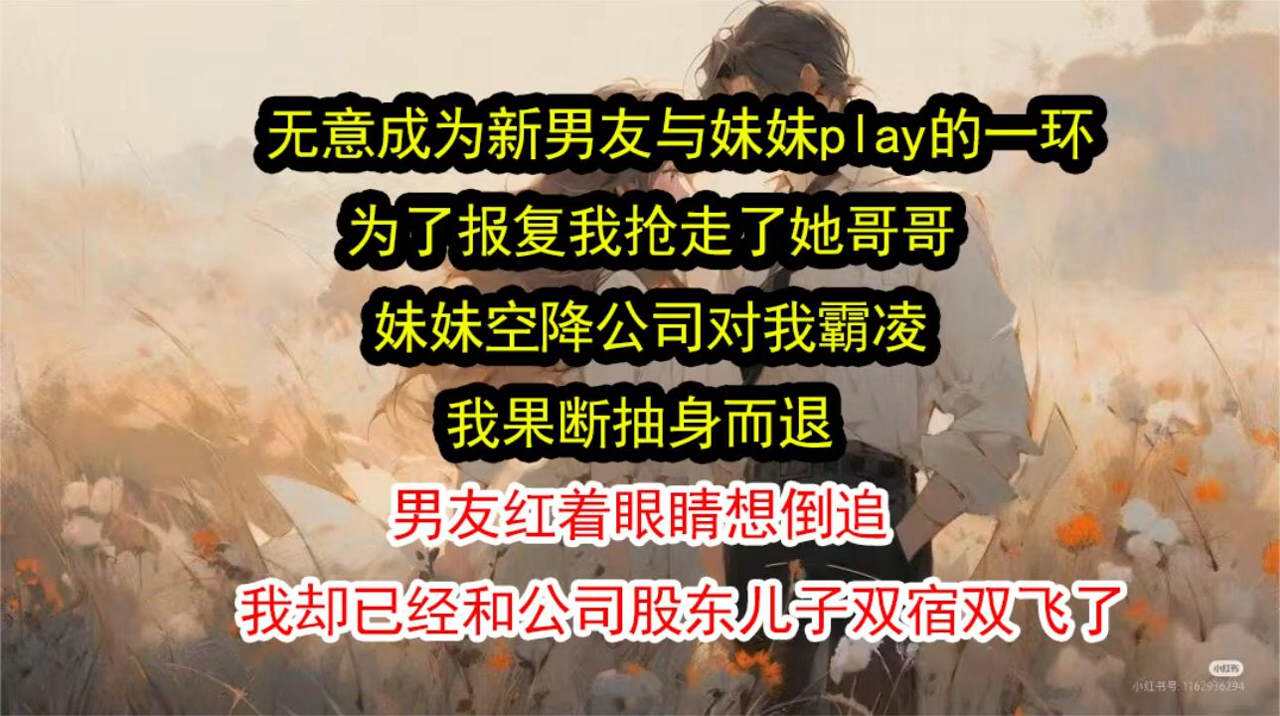 无意成为新男友与妹妹play的一环
为了报复我抢走了她哥哥
妹妹空降公司对我霸凌
我果断抽身而退
男友红着眼睛想倒追
我却已经和公司股东儿子双宿双飞了
小红书
小红书号: 1162936294